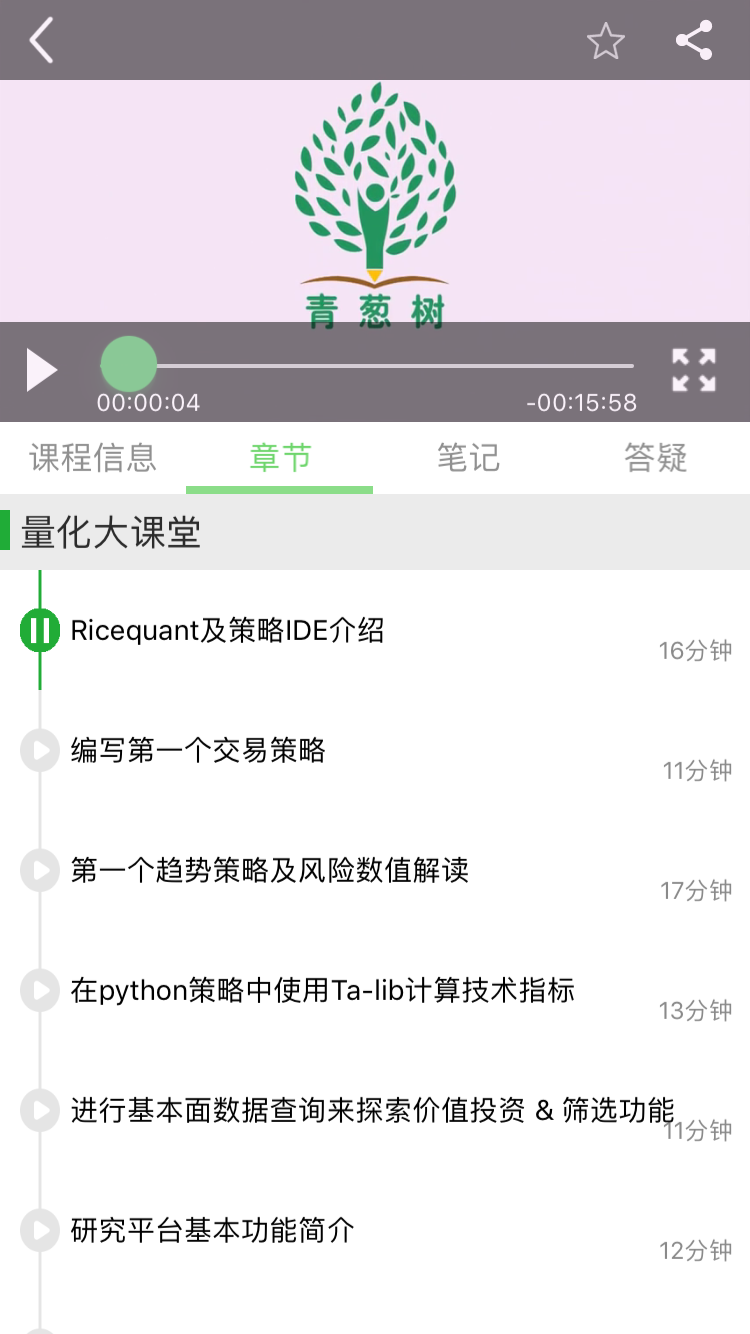 青葱树
00:00:04
-00:15:58
课程信息
章节
笔记
答疑
量化大课堂
Ricequant及策略IDE介绍
16分钟
编写第一个交易策略
11分钟
第一个趋势策略及风险数值解读
17分钟
在python策略中使用Ta-lib计算技术指标
13分钟
进行基本面数据查询来探索价值投资 & 筛选功能
11分钟
研究平台基本功能简介
12分钟